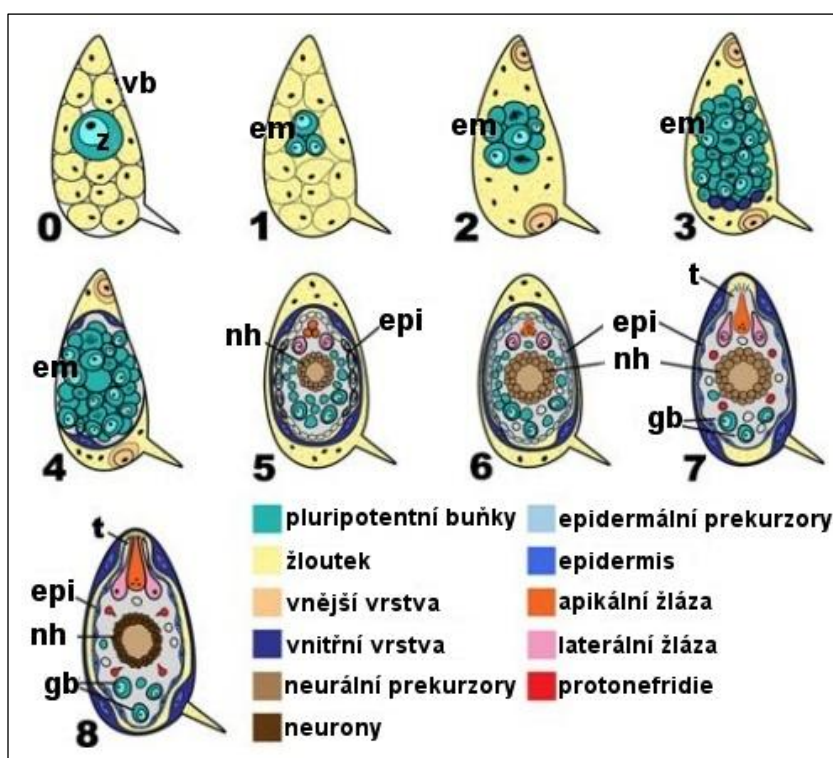 vb
z
em
em
em
0
1
2
3
t
em
nh
epi
epi
nh
gb
4
5
6
7
t
epi
nh
gb
8
pluripotentní buňky
žloutek
vnější vrstva
vnitřní vrstva
neurální prekurzory
neurony
epidermální prekurzory
epidermis
apikální žláza
laterální žláza
protonefridie